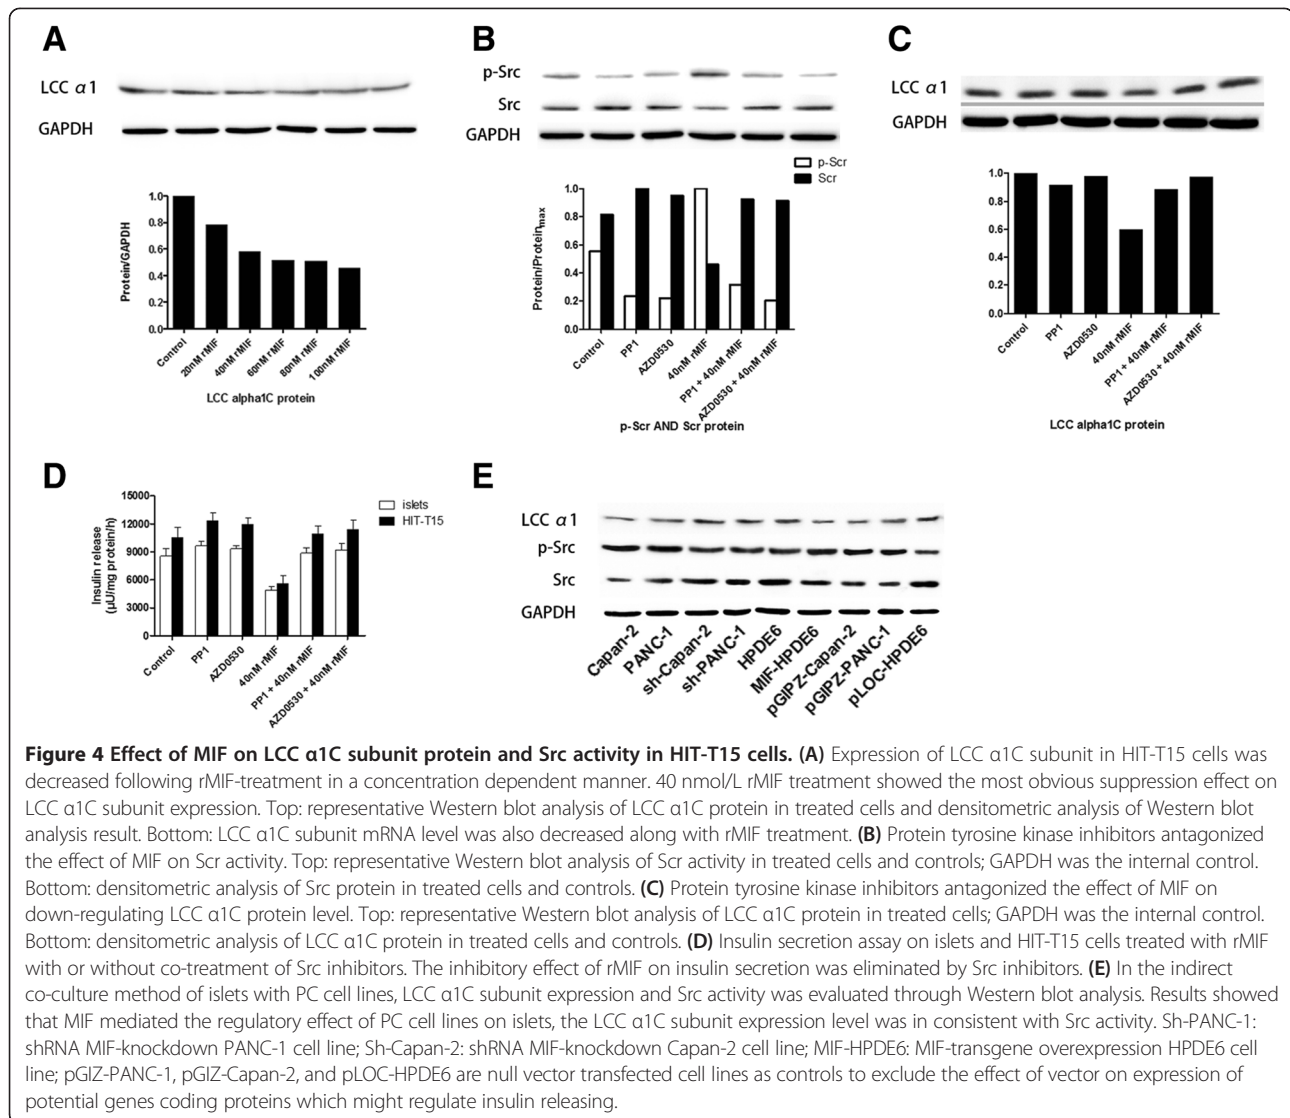 A
LCC α1
GAPDH
Protein/GAPDH
1.0
0.8
0.6
0.4
0.2
0.0
Control
20nM rMIF
40nM rMIF
60nM rMIF
80nM rMIF
100nM rMIF
LCC alpha1C protein
B
p-Src
Src
GAPDH
p-Scr
Scr
Protein/Proteinmax
1.0
0.8
0.6
0.4
0.2
0.0
Control
PP1
AZD0530
40nM rMIF
PP1 + 40nM rMIF
AZD0530 + 40nM rMIF
p-Scr AND Scr protein
C
LCC α1
GAPDH
1.0
0.8
0.6
0.4
0.2
0.0
Control
PP1
AZD0530
40nM rMIF
PP1 + 40nM rMIF
AZD0530 + 40nM rMIF
LCC alpha1C protein
D
Insulin release
(μU/mg protein/h)
15000
12000
9000
6000
3000
0
islets
HIT-T15
Control
PP1
AZD0530
40nM rMIF
PP1 + 40nM rMIF
AZD0530 + 40nM rMIF
E
LCC α1
p-Src
Src
GAPDH
Capan-2
PANC-1
sh-Capan-2
sh-PANC-1
HPDE6
MIF-HPDE6
pGIPZ-Capan-2
pGIPZ-PANC-1
pLOC-HPDE6
Figure 4 Effect of MIF on LCC α1C subunit protein and Src activity in HIT-T15 cells. (A) Expression of LCC α1C subunit in HIT-T15 cells was
decreased following rMIF-treatment in a concentration dependent manner. 40 nmol/L rMIF treatment showed the most obvious suppression effect on
LCC α1C subunit expression. Top: representative Western blot analysis of LCC α1C protein in treated cells and densitometric analysis of Western blot
analysis result. Bottom: LCC α1C subunit mRNA level was also decreased along with rMIF treatment. (B) Protein tyrosine kinase inhibitors antagonized
the effect of MIF on Scr activity. Top: representative Western blot analysis of Scr activity in treated cells and controls; GAPDH was the internal control.
Bottom: densitometric analysis of Src protein in treated cells and controls. (C) Protein tyrosine kinase inhibitors antagonized the effect of MIF on
down-regulating LCC α1C protein level. Top: representative Western blot analysis of LCC α1C protein in treated cells; GAPDH was the internal control.
Bottom: densitometric analysis of LCC α1C protein in treated cells and controls. (D) Insulin secretion assay on islets and HIT-T15 cells treated with rMIF
with or without co-treatment of Src inhibitors. The inhibitory effect of rMIF on insulin secretion was eliminated by Src inhibitors. (E) In the indirect
co-culture method of islets with PC cell lines, LCC α1C subunit expression and Src activity was evaluated through Western blot analysis. Results showed
that MIF mediated the regulatory effect of PC cell lines on islets, the LCC α1C subunit expression level was in consistent with Src activity. Sh-PANC-1:
shRNA MIF-knockdown PANC-1 cell line; Sh-Capan-2: shRNA MIF-knockdown Capan-2 cell line; MIF-HPDE6: MIF-transgene overexpression HPDE6 cell
line; pGIZ-PANC-1, pGIZ-Capan-2, and pLOC-HPDE6 are null vector transfected cell lines as controls to exclude the effect of vector on expression of
potential genes coding proteins which might regulate insulin releasing.